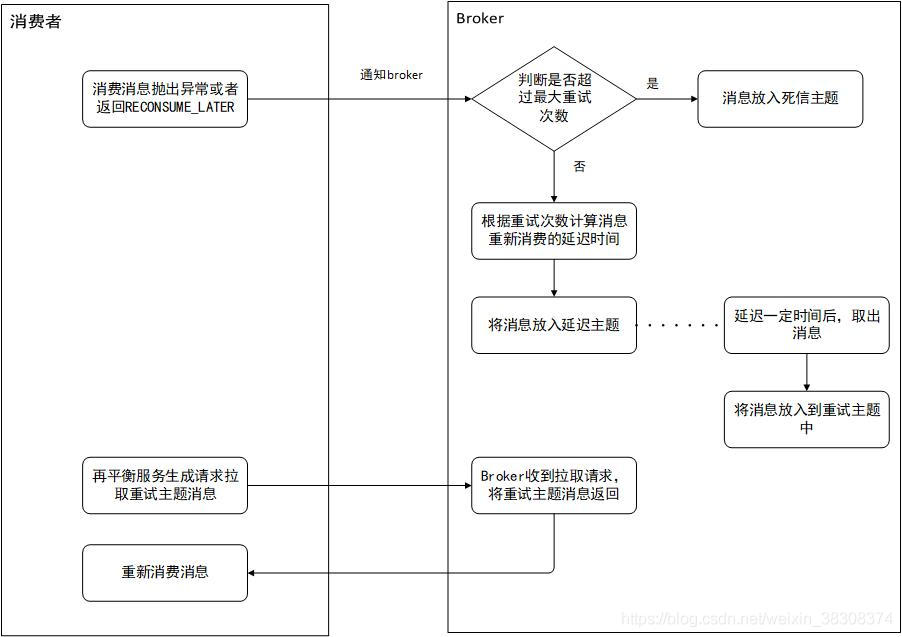 消费者
Broker
消费消息抛出异常或者
返回RECONSUME_LATER
通知broker
判断是否超
过最大重试
次数
是
消息放入死信主题
否
根据重试次数计算消息
重新消费的延迟时间
将消息放入延迟主题
延迟一定时间后，取出
消息
将消息放入到重试主题
中
再平衡服务生成请求拉
取重试主题消息
Broker收到拉取请求，
将重试主题消息返回
重新消费消息
https://blog.csdn.net/weixin_38308374